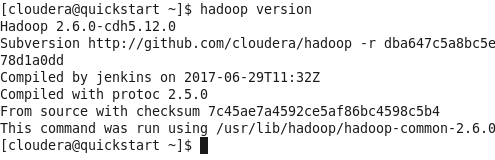 [cloudera@quickstart ~]$ hadoop version
Hadoop 2.6.0-cdh5.12.0
Subversion http://github.com/cloudera/hadoop -r dba647c5a8bc5e
78d1a0dd
Compiled by jenkins on 2017-06-29T11:32Z
Compiled with protoc 2.5.0
From source with checksum 7c45ae7a4592ce5af86bc4598c5b4
This command was run using /usr/lib/hadoop/hadoop-common-2.6.0
[cloudera@quickstart ~]$